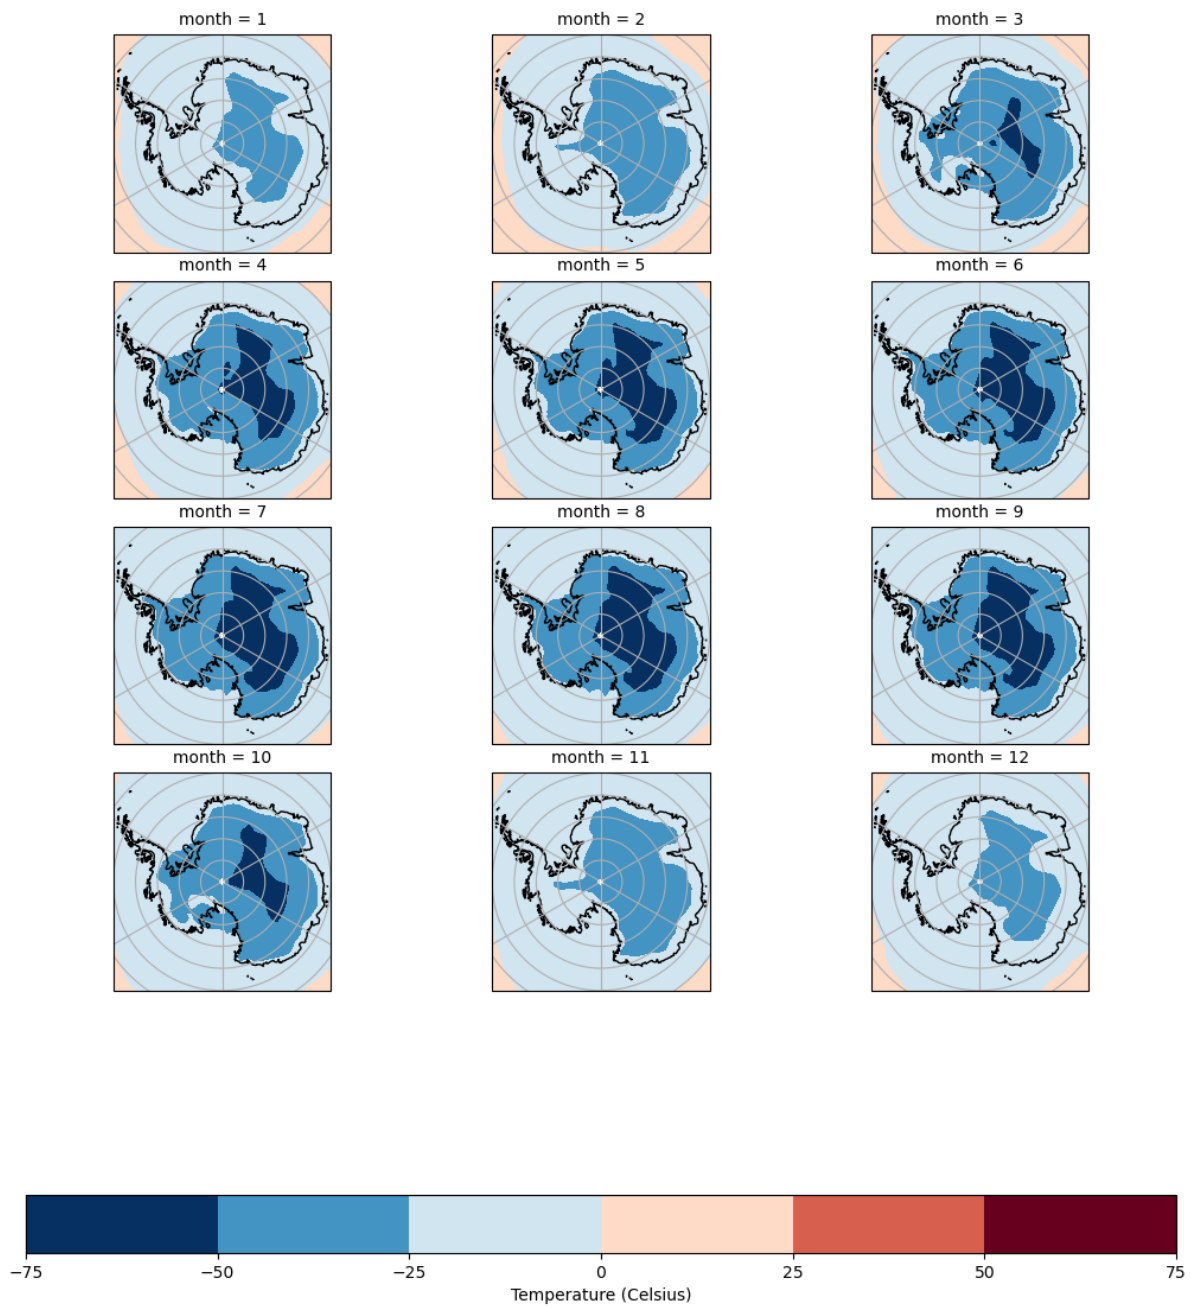 month = 1
month = 2
month = 3
month = 4
month = 5
month = 6
month = 7
month = 8
month = 9
month = 10
month = 11
month = 12
−75 −50 −25 0 25 50 75
Temperature (Celsius)